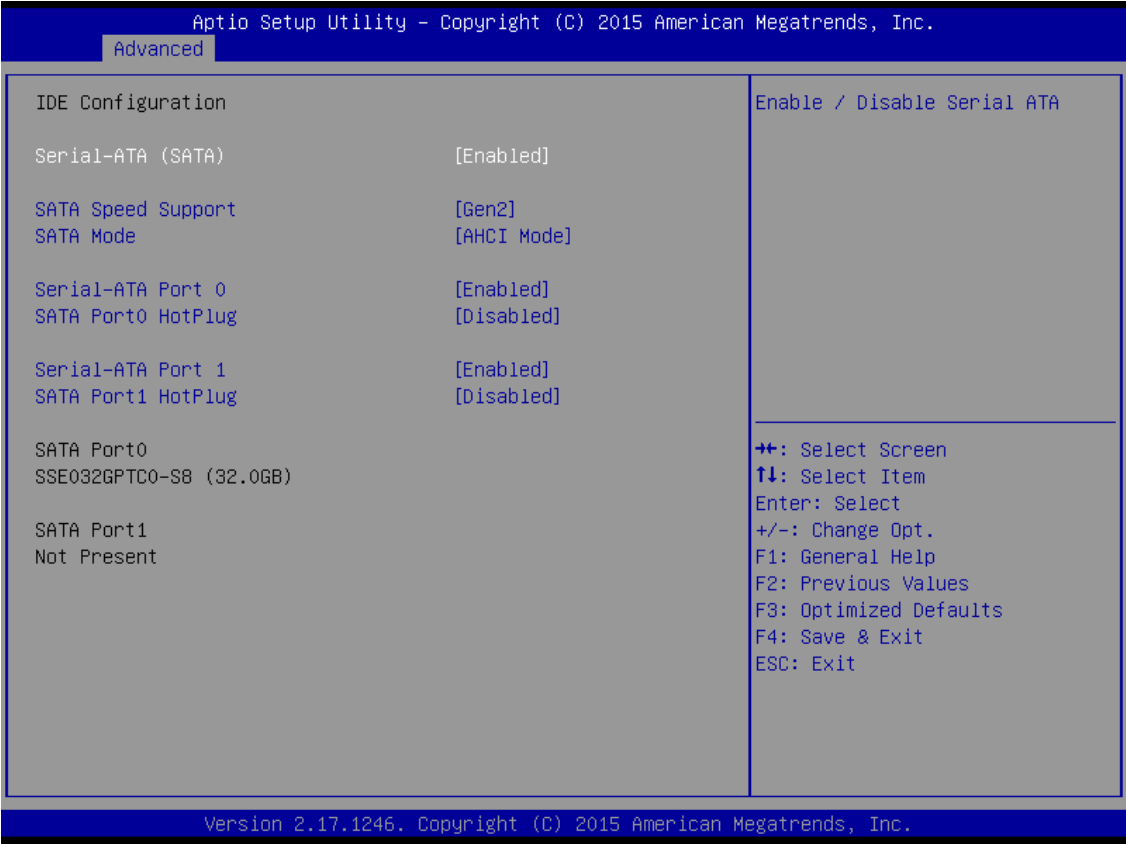 Aptio Setup Utility – Copyright (C) 2015 American Megatrends, Inc.
Advanced
IDE Configuration
Serial-ATA (SATA) [Enabled]
SATA Speed Support [Gen2]
SATA Mode [AHCI Mode]
Serial-ATA Port 0 [Enabled]
SATA Port0 HotPlug [Disabled]
Serial-ATA Port 1 [Enabled]
SATA Port1 HotPlug [Disabled]
SATA Port0
SSE032GPTC0-S8 (32.0GB)
SATA Port1
Not Present
Enable / Disable Serial ATA
→←: Select Screen
↑↓: Select Item
Enter: Select
+/-: Change Opt.
F1: General Help
F2: Previous Values
F3: Optimized Defaults
F4: Save & Exit
ESC: Exit
Version 2.17.1246. Copyright (C) 2015 American Megatrends, Inc.